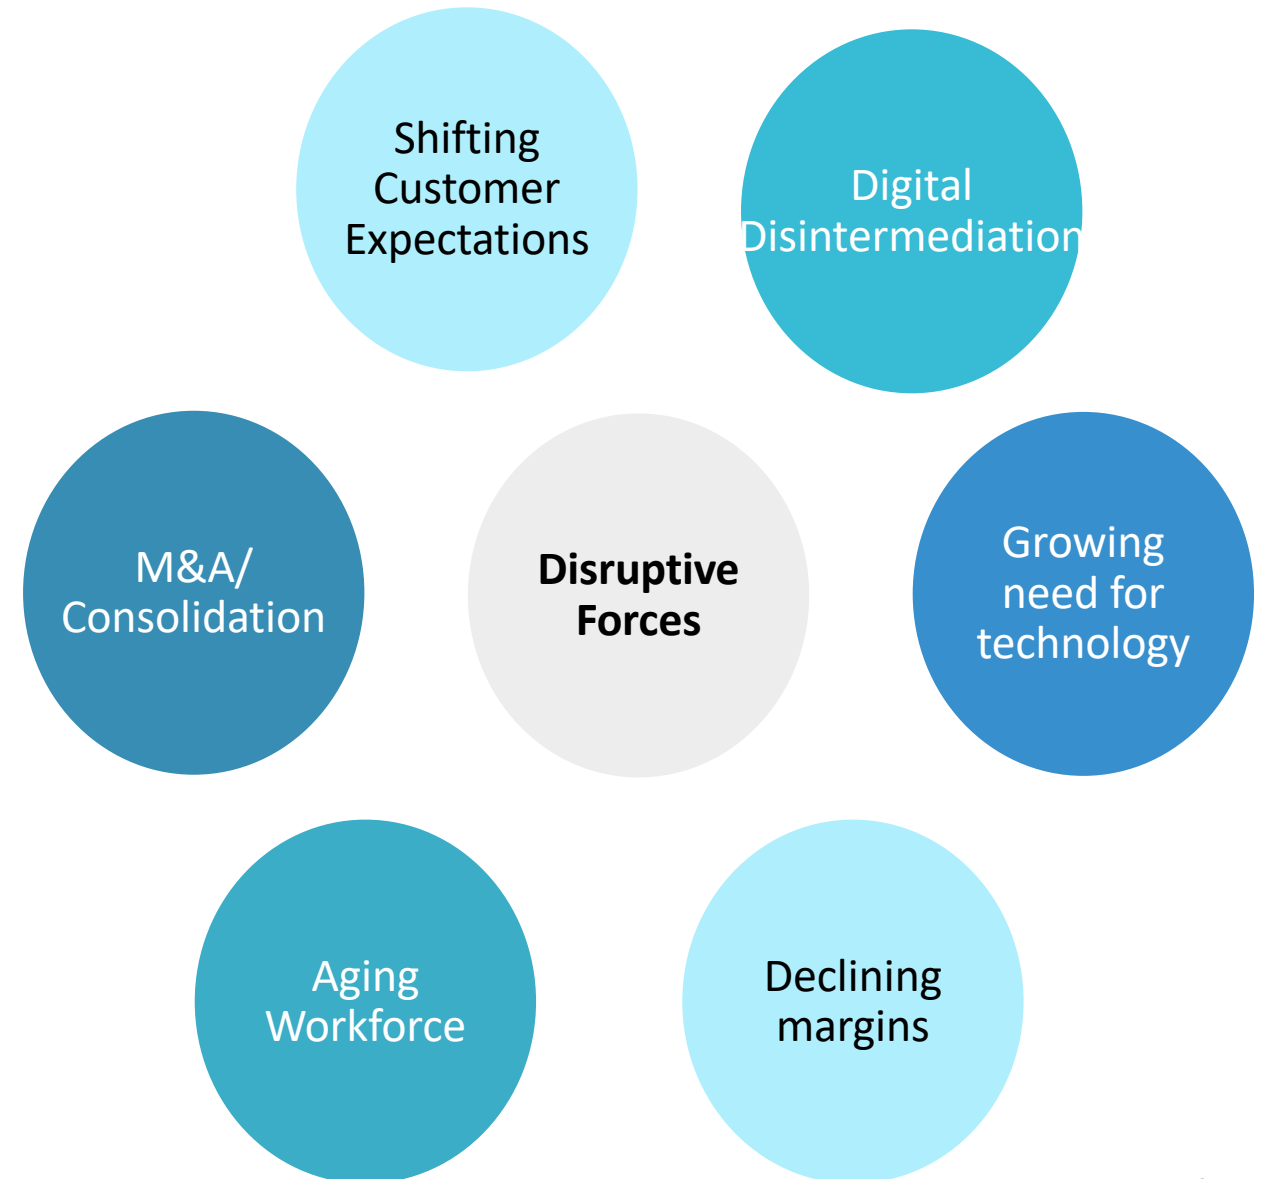 Shifting
Customer
Expectations
Digital
Disintermediation
M&A/
Consolidation
Disruptive
Forces
Growing
need for
technology
Aging
Workforce
Declining
margins